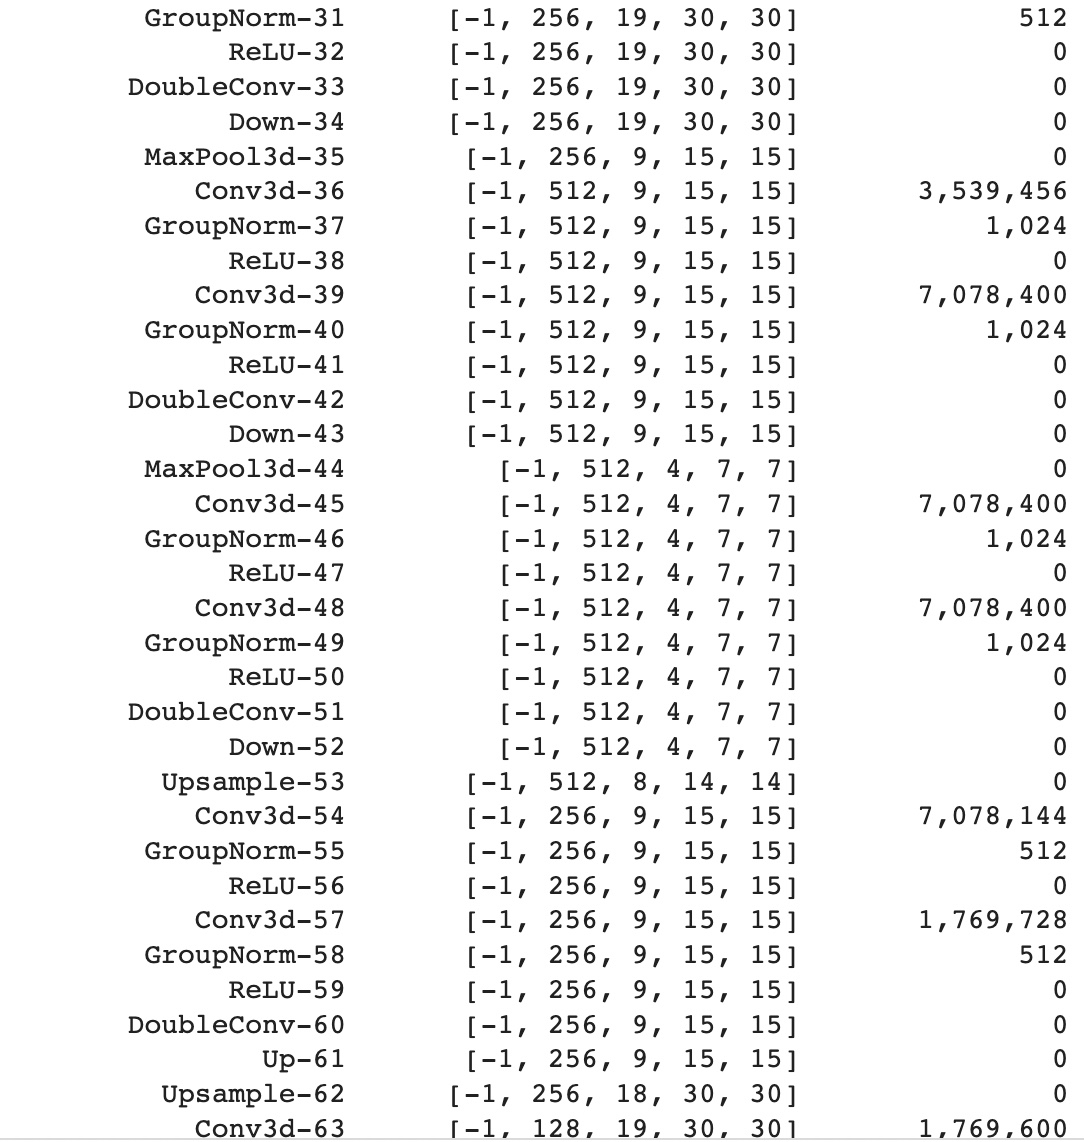 GroupNorm-31 [-1, 256, 19, 30, 30] 512
ReLU-32 [-1, 256, 19, 30, 30] 0
DoubleConv-33 [-1, 256, 19, 30, 30] 0
Down-34 [-1, 256, 19, 30, 30] 0
MaxPool3d-35 [-1, 256, 9, 15, 15] 0
Conv3d-36 [-1, 512, 9, 15, 15] 3,539,456
GroupNorm-37 [-1, 512, 9, 15, 15] 1,024
ReLU-38 [-1, 512, 9, 15, 15] 0
Conv3d-39 [-1, 512, 9, 15, 15] 7,078,400
GroupNorm-40 [-1, 512, 9, 15, 15] 1,024
ReLU-41 [-1, 512, 9, 15, 15] 0
DoubleConv-42 [-1, 512, 9, 15, 15] 0
Down-43 [-1, 512, 9, 15, 15] 0
MaxPool3d-44 [-1, 512, 4, 7, 7] 0
Conv3d-45 [-1, 512, 4, 7, 7] 7,078,400
GroupNorm-46 [-1, 512, 4, 7, 7] 1,024
ReLU-47 [-1, 512, 4, 7, 7] 0
Conv3d-48 [-1, 512, 4, 7, 7] 7,078,400
GroupNorm-49 [-1, 512, 4, 7, 7] 1,024
ReLU-50 [-1, 512, 4, 7, 7] 0
DoubleConv-51 [-1, 512, 4, 7, 7] 0
Down-52 [-1, 512, 4, 7, 7] 0
Upsample-53 [-1, 512, 8, 14, 14] 0
Conv3d-54 [-1, 256, 9, 15, 15] 7,078,144
GroupNorm-55 [-1, 256, 9, 15, 15] 512
ReLU-56 [-1, 256, 9, 15, 15] 0
Conv3d-57 [-1, 256, 9, 15, 15] 1,769,728
GroupNorm-58 [-1, 256, 9, 15, 15] 512
ReLU-59 [-1, 256, 9, 15, 15] 0
DoubleConv-60 [-1, 256, 9, 15, 15] 0
Up-61 [-1, 256, 9, 15, 15] 0
Upsample-62 [-1, 256, 18, 30, 30] 0
Conv3d-63 [-1, 128, 19, 30, 30] 1,769,600